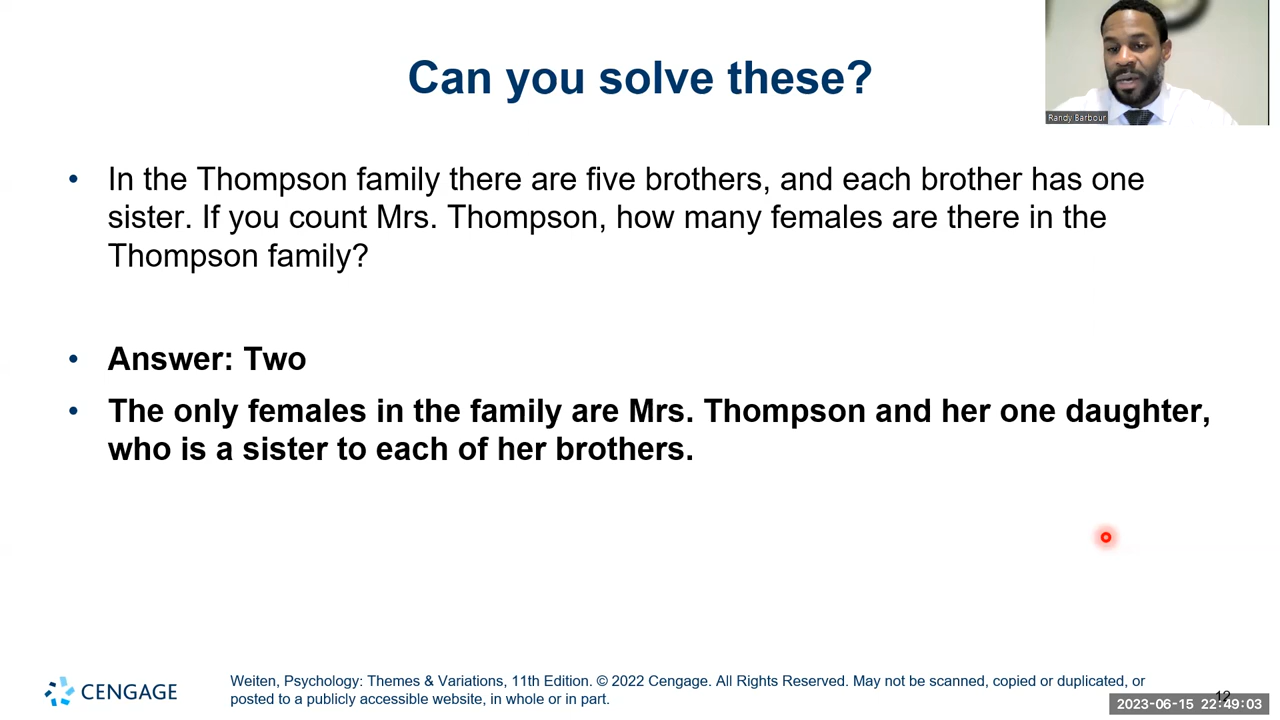 Can you solve these?
Randy Barbour
• In the Thompson family there are five brothers, and each brother has one
sister. If you count Mrs. Thompson, how many females are there in the
Thompson family?
• Answer: Two
• The only females in the family are Mrs. Thompson and her one daughter,
who is a sister to each of her brothers.
CENGAGE
Weiten, Psychology: Themes & Variations, 11th Edition. © 2022 Cengage. All Rights Reserved. May not be scanned, copied or duplicated, or
posted to a publicly accessible website, in whole or in part.
12
2023-06-15 22:49:03